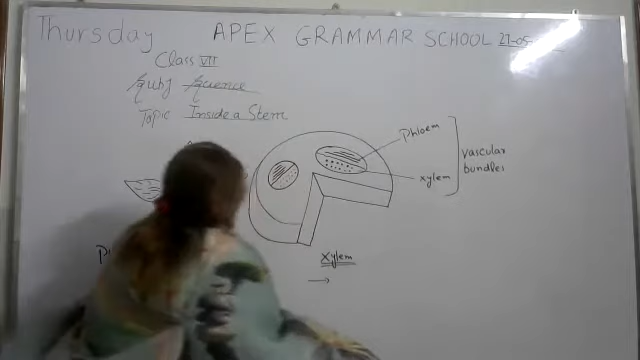 Thursday APEX GRAMMAR SCHOOL
Class VII
Subj Science
Topic Inside a Stem
Phloem
xylem
vascular
bundles
Xylem
→